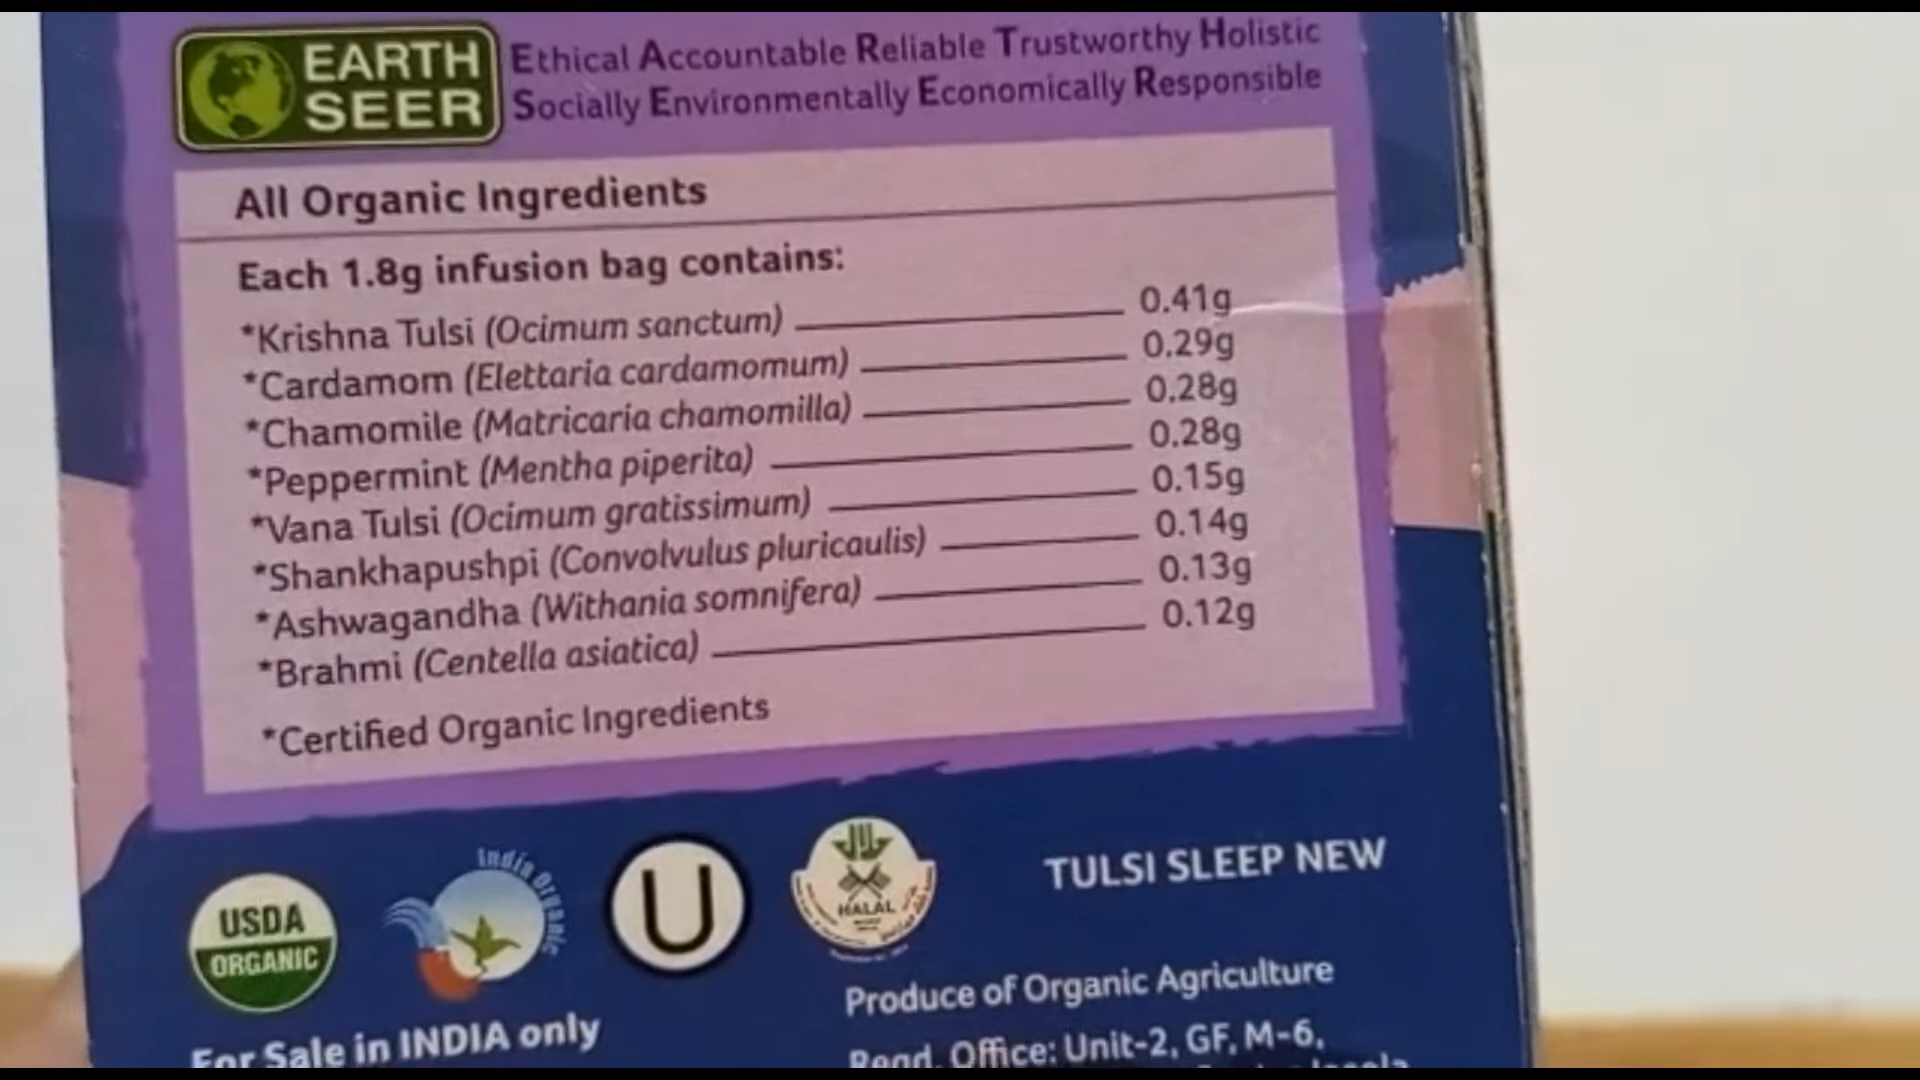 EARTH
SEER
Ethical Accountable Reliable Trustworthy Holistic
Socially Environmentally Economically Responsible
All Organic Ingredients
Each 1.8g infusion bag contains:
*Krishna Tulsi (Ocimum sanctum) 0.41g
*Cardamom (Elettaria cardamomum) 0.29g
*Chamomile (Matricaria chamomilla) 0.28g
*Peppermint (Mentha piperita) 0.28g
*Vana Tulsi (Ocimum gratissimum) 0.15g
*Shankhapushpi (Convolvulus pluricaulis) 0.14g
*Ashwagandha (Withania somnifera) 0.13g
*Brahmi (Centella asiatica) 0.12g
*Certified Organic Ingredients
USDA
ORGANIC
India Organic
U
HALAL
TULSI SLEEP NEW
For Sale in INDIA only
Produce of Organic Agriculture
Regd. Office: Unit-2, GF, M-6,